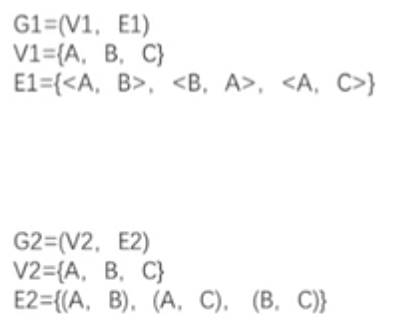 G1=(V1, E1)
V1={A, B, C}
E1={<A, B>, <B, A>, <A, C>}
G2=(V2, E2)
V2={A, B, C}
E2={(A, B), (A, C), (B, C)}